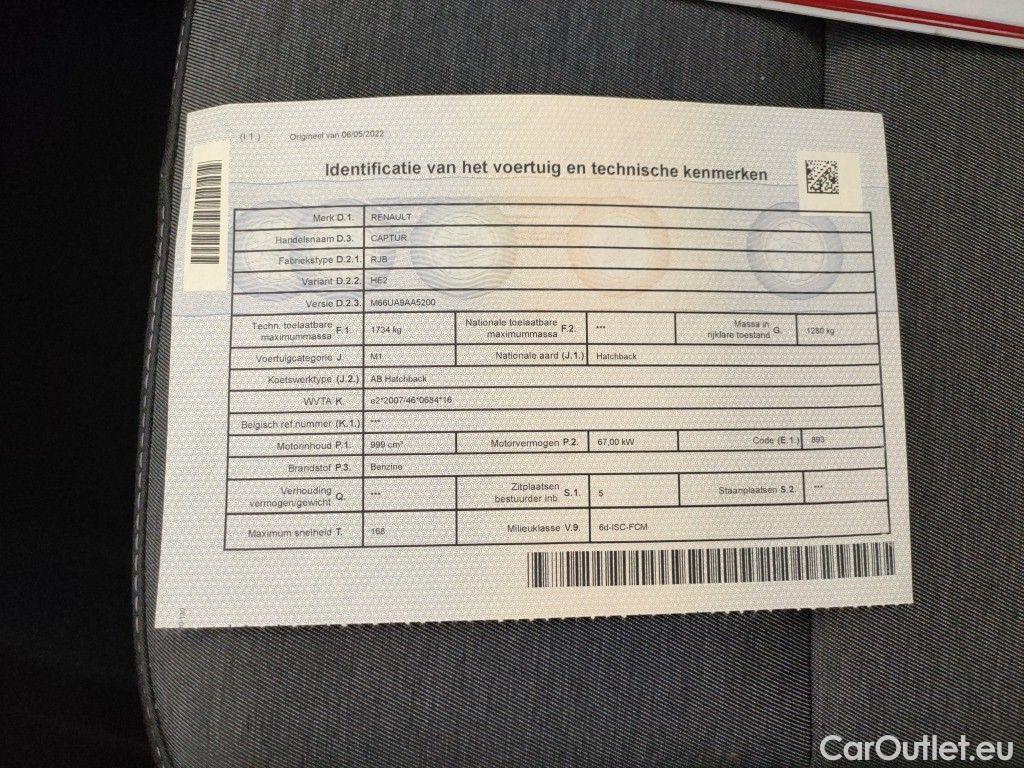 (I.1.) Origineel van 06/05/2022
Identificatie van het voertuig en technische kenmerken
Merk D.1. RENAULT
Handelsnaam D.3. CAPTUR
Fabriekstype D.2.1. RJB
Variant D.2.2. HE2
Versie D.2.3. M66UA9AA5200
Techn. toelaatbare maximummassa F.1. 1734 kg Nationale toelaatbare maximummassa F.2. *** Massa in rijklare toestand G. 1280 kg
Voertuigcategorie J. M1 Nationale aard (J.1.) Hatchback
Koetswerktype (J.2.) AB Hatchback
WVTA K. e2*2007/46*0684*16
Belgisch ref.nummer (K.1.) ***
Motorinhoud P.1. 999 cm³ Motorvermogen P.2. 67,00 kW Code (E.1.) 893
Brandstof P.3. Benzine
Verhouding vermogen/gewicht Q. *** Zitplaatsen bestuurder inb. S.1. 5 Staanplaatsen S.2. ***
Maximum snelheid T. 168 Milieuklasse V.9. 6d-ISC-FCM
CarOutlet.eu